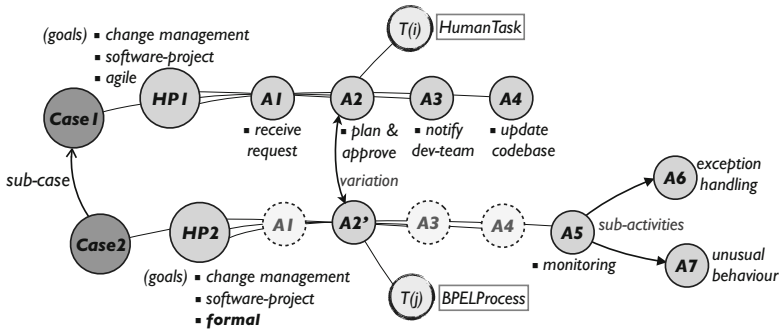 (goals) ▪ change management
▪ software-project
▪ agile
T(i) HumanTask
Case1 HP1 A1 A2 A3 A4
▪ receive request
▪ plan & approve
▪ notify dev-team
▪ update codebase
sub-case
variation
A6 exception handling
Case2 HP2 A1 A2' A3 A4 A5
sub-activities
▪ monitoring
A7 unusual behaviour
(goals) ▪ change management
▪ software-project
▪ formal
T(j) BPELProcess